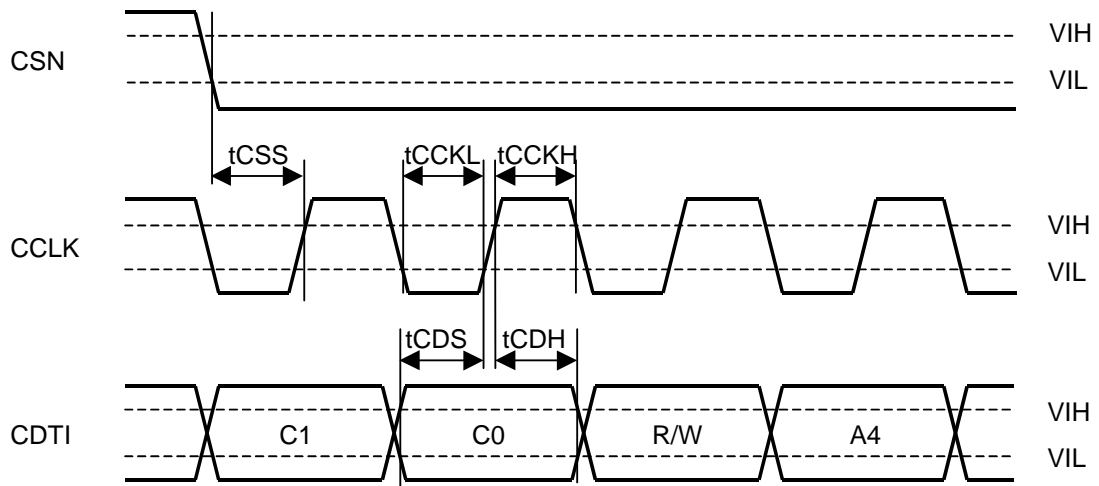 CSN
VIH
VIL
tCSS
tCCKL
tCCKH
CCLK
VIH
VIL
tCDS
tCDH
CDTI
C1
C0
R/W
A4
VIH
VIL